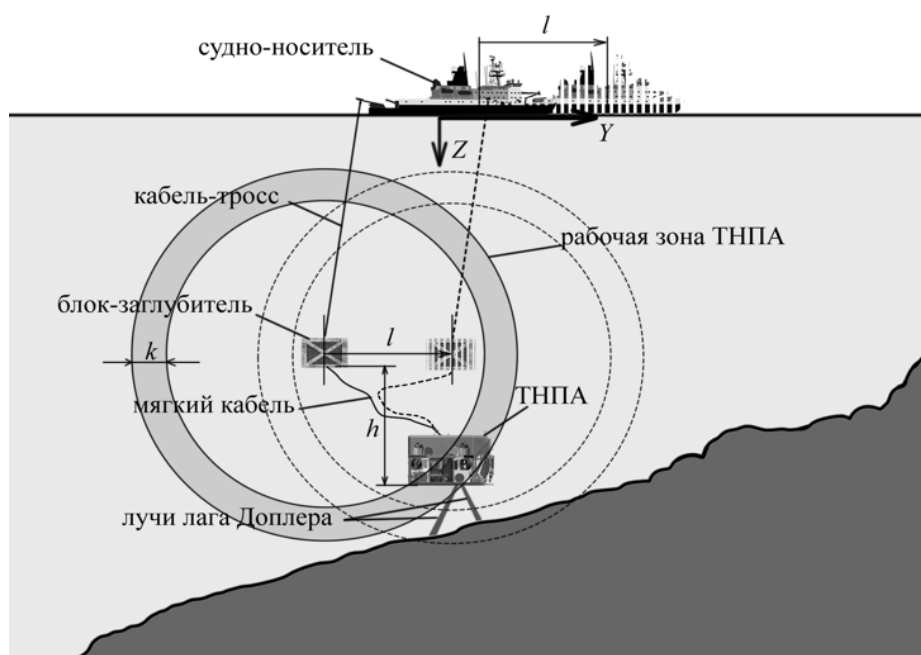 судно-носитель
l
Y
Z
кабель-тросс
рабочая зона ТНПА
блок-заглубитель
l
k
ТНПА
мягкий кабель
h
лучи лага Доплера